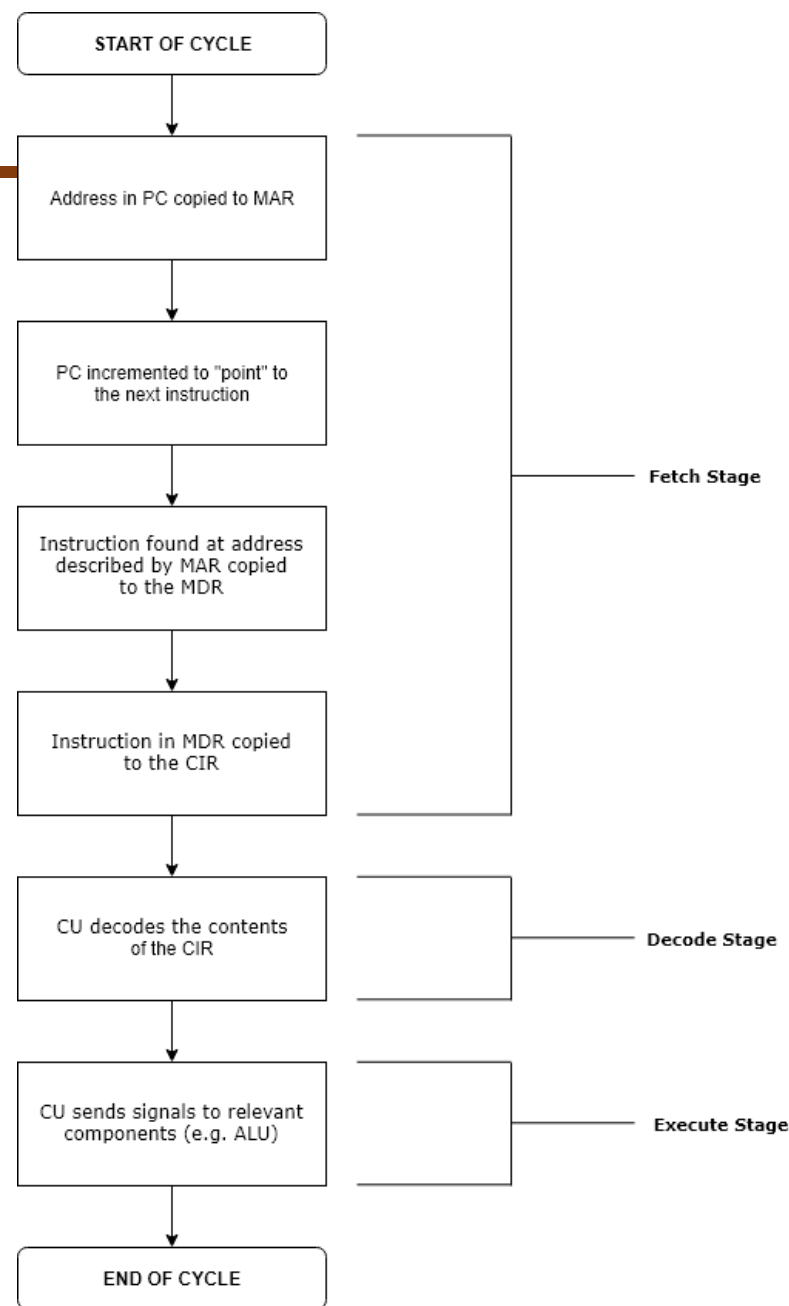 START OF CYCLE
Address in PC copied to MAR
PC incremented to "point" to
the next instruction
Instruction found at address
described by MAR copied
to the MDR
Instruction in MDR copied
to the CIR
Fetch Stage
CU decodes the contents
of the CIR
Decode Stage
CU sends signals to relevant
components (e.g. ALU)
Execute Stage
END OF CYCLE